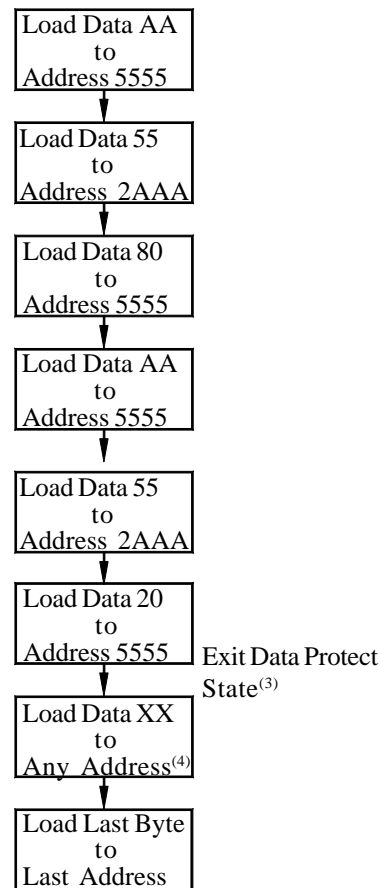 Load Data AA
to
Address 5555
Load Data 55
to
Address 2AAA
Load Data 80
to
Address 5555
Load Data AA
to
Address 5555
Load Data 55
to
Address 2AAA
Load Data 20
to
Address 5555
Exit Data Protect
State(3)
Load Data XX
to
Any Address(4)
Load Last Byte
to
Last Address